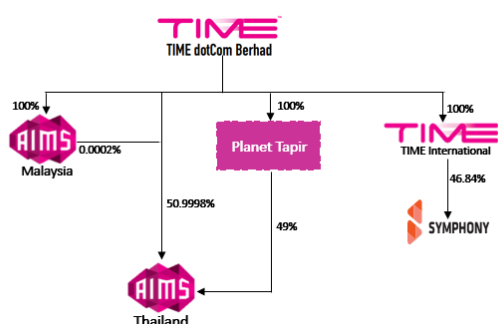 TIME™
TIME dotCom Berhad
100%
100%
100%
AIMS
Malaysia
0.0002%
Planet Tapir
TIME
TIME International
50.9998%
49%
46.84%
SYMPHONY
AIMS
Thailand